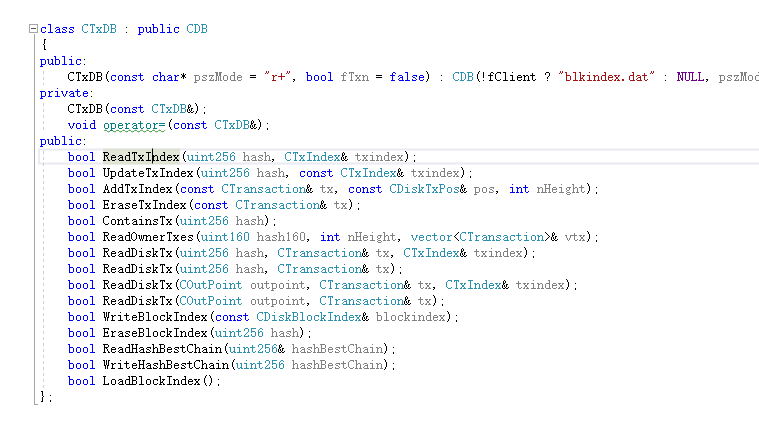 class CTxDB : public CDB
{
public:
    CTxDB(const char* pszMode = "r+", bool fTxn = false) : CDB(!fClient ? "blkindex.dat" : NULL, pszMod
private:
    CTxDB(const CTxDB&);
    void operator=(const CTxDB&);
public:
    bool ReadTxIndex(uint256 hash, CTxIndex& txindex);
    bool UpdateTxIndex(uint256 hash, const CTxIndex& txindex);
    bool AddTxIndex(const CTransaction& tx, const CDiskTxPos& pos, int nHeight);
    bool EraseTxIndex(const CTransaction& tx);
    bool ContainsTx(uint256 hash);
    bool ReadOwnerTxes(uint160 hash160, int nHeight, vector<CTransaction>& vtx);
    bool ReadDiskTx(uint256 hash, CTransaction& tx, CTxIndex& txindex);
    bool ReadDiskTx(uint256 hash, CTransaction& tx);
    bool ReadDiskTx(COutPoint outpoint, CTransaction& tx, CTxIndex& txindex);
    bool ReadDiskTx(COutPoint outpoint, CTransaction& tx);
    bool WriteBlockIndex(const CDiskBlockIndex& blockindex);
    bool EraseBlockIndex(uint256 hash);
    bool ReadHashBestChain(uint256& hashBestChain);
    bool WriteHashBestChain(uint256 hashBestChain);
    bool LoadBlockIndex();
};